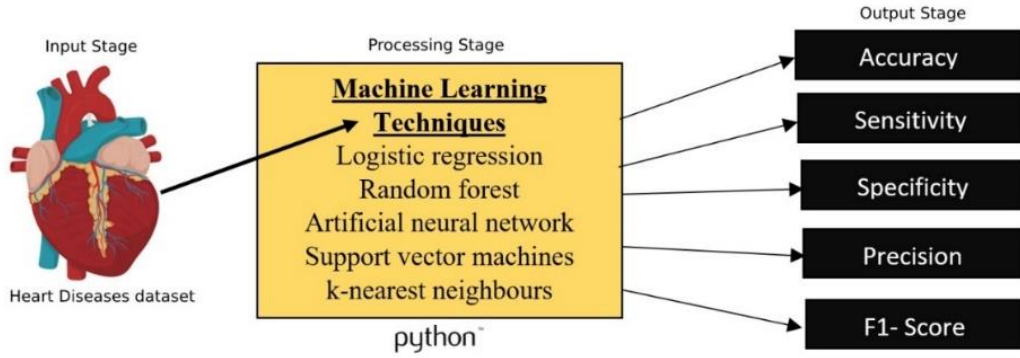 Input Stage
Heart Diseases dataset
Processing Stage
Machine Learning
Techniques
Logistic regression
Random forest
Artificial neural network
Support vector machines
k-nearest neighbours
python™
Output Stage
Accuracy
Sensitivity
Specificity
Precision
F1- Score